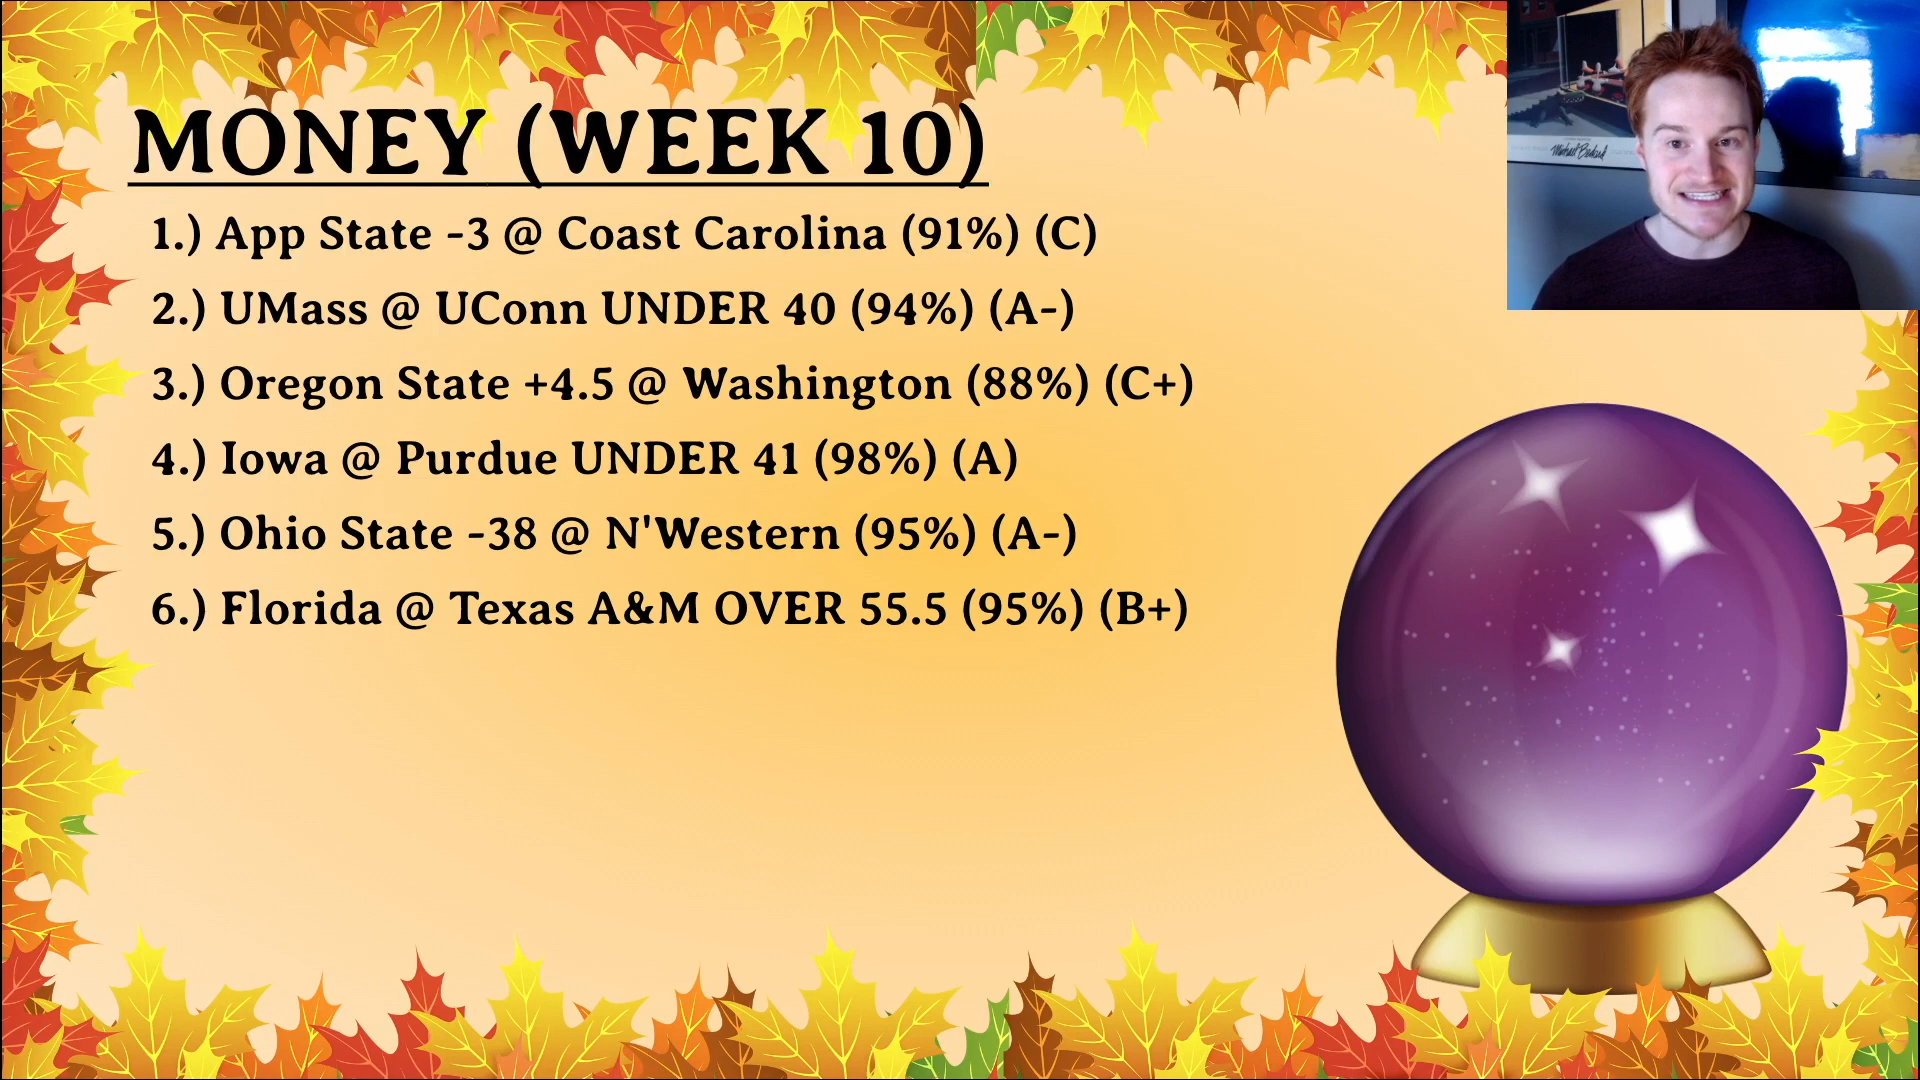 MONEY (WEEK 10)
1.) App State -3 @ Coast Carolina (91%) (C)
2.) UMass @ UConn UNDER 40 (94%) (A-)
3.) Oregon State +4.5 @ Washington (88%) (C+)
4.) Iowa @ Purdue UNDER 41 (98%) (A)
5.) Ohio State -38 @ N'Western (95%) (A-)
6.) Florida @ Texas A&M OVER 55.5 (95%) (B+)